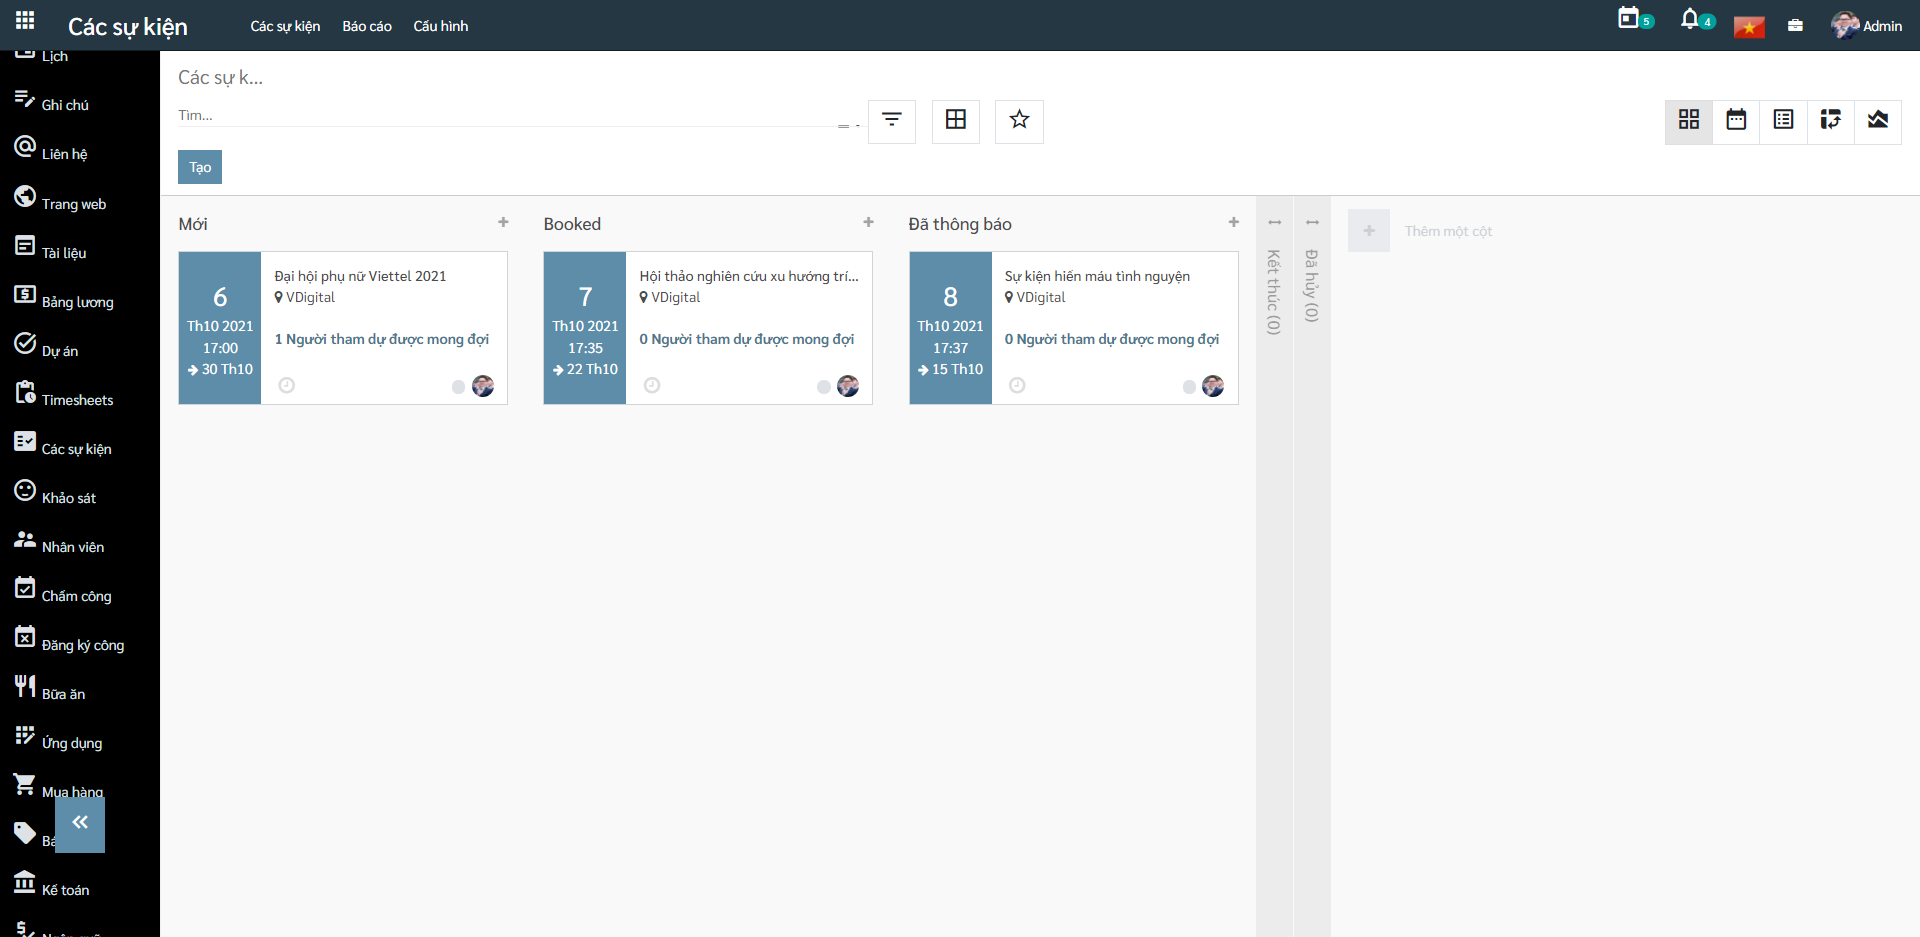 Các sự kiện
Các sự kiện
Báo cáo
Cấu hình
5
4
Admin
Lịch
Ghi chú
Liên hệ
Trang web
Tài liệu
Bảng lương
Dự án
Timesheets
Các sự kiện
Khảo sát
Nhân viên
Chấm công
Đăng ký công
Bữa ăn
Ứng dụng
Mua hàng
Kế toán
Các sự k...
Tìm...
Tạo
Mới
6
Th10 2021
17:00
30 Th10
Đại hội phụ nữ Viettel 2021
VDigital
1 Người tham dự được mong đợi
Booked
7
Th10 2021
17:35
22 Th10
Hội thảo nghiên cứu xu hướng trí...
VDigital
0 Người tham dự được mong đợi
Đã thông báo
8
Th10 2021
17:37
15 Th10
Sự kiện hiến máu tình nguyện
VDigital
0 Người tham dự được mong đợi
Kết thúc (0)
Đã hủy (0)
Thêm một cột